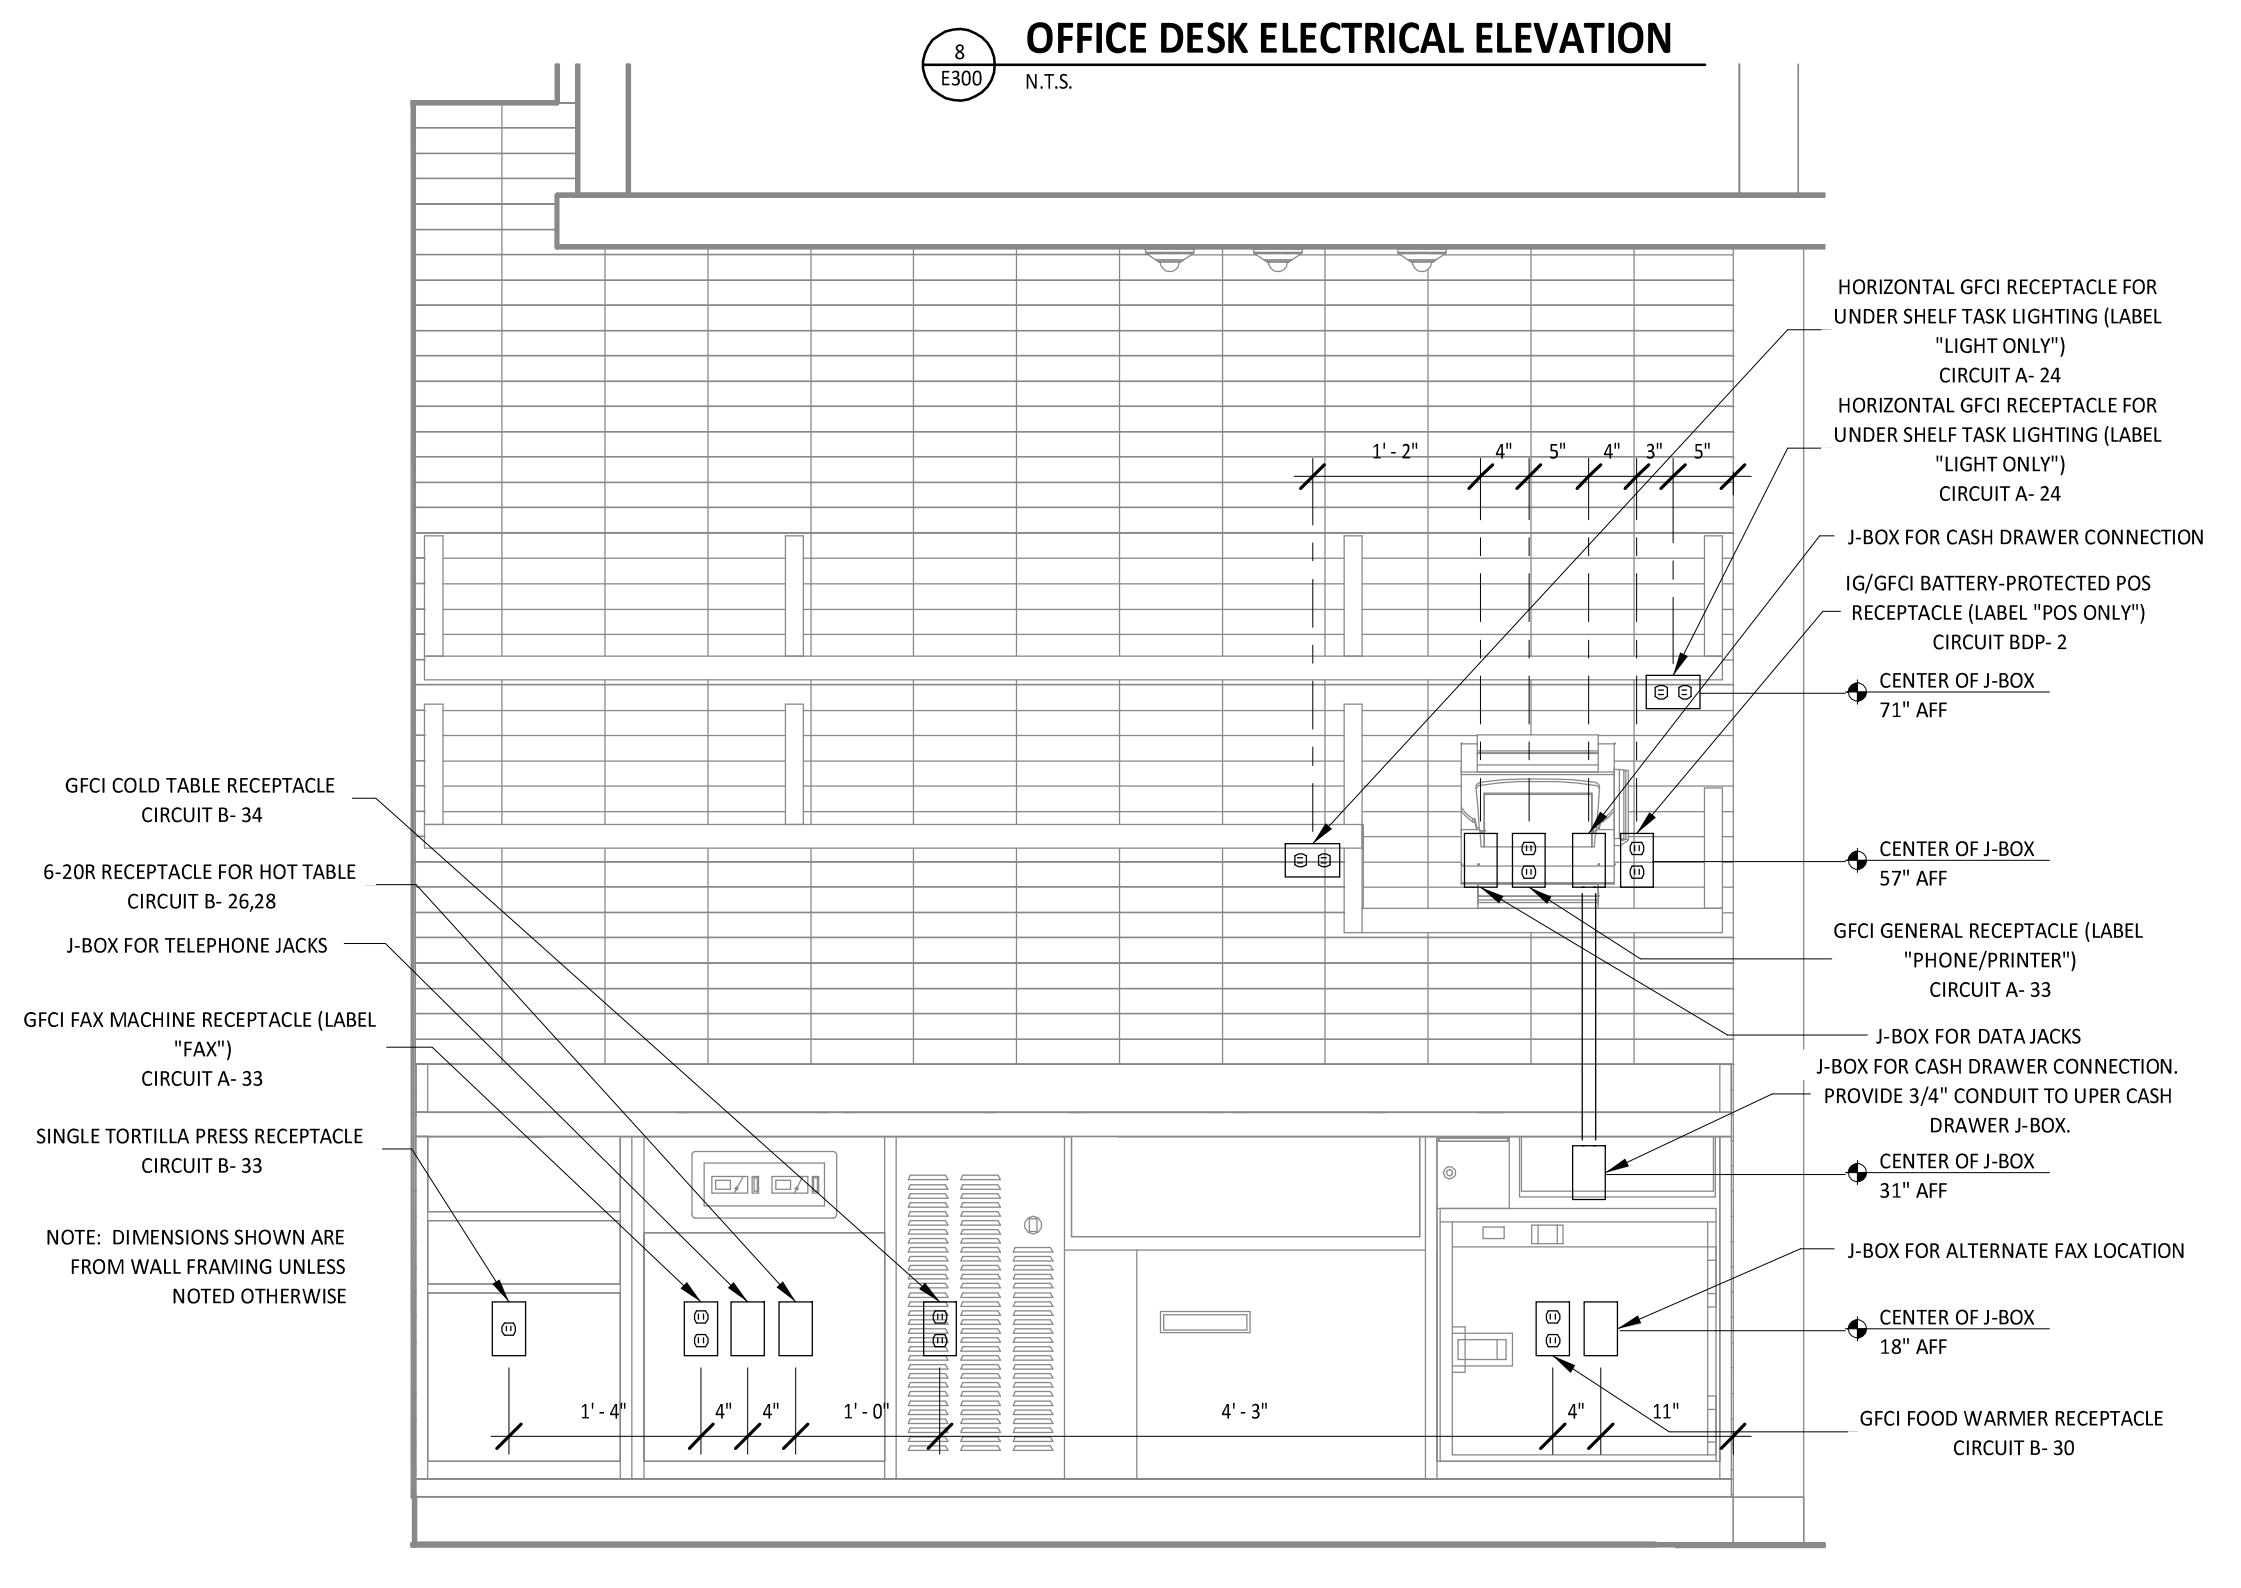 8
E300
OFFICE DESK ELECTRICAL ELEVATION
N.T.S.
HORIZONTAL GFCI RECEPTACLE FOR
UNDER SHELF TASK LIGHTING (LABEL
"LIGHT ONLY")
CIRCUIT A- 24
HORIZONTAL GFCI RECEPTACLE FOR
UNDER SHELF TASK LIGHTING (LABEL
"LIGHT ONLY")
CIRCUIT A- 24
1' - 2"
4"
5"
4"
3"
5"
J-BOX FOR CASH DRAWER CONNECTION
IG/GFCI BATTERY-PROTECTED POS
RECEPTACLE (LABEL "POS ONLY")
CIRCUIT BDP- 2
CENTER OF J-BOX
71" AFF
CENTER OF J-BOX
57" AFF
GFCI GENERAL RECEPTACLE (LABEL
"PHONE/PRINTER")
CIRCUIT A- 33
J-BOX FOR DATA JACKS
J-BOX FOR CASH DRAWER CONNECTION.
PROVIDE 3/4" CONDUIT TO UPER CASH
DRAWER J-BOX.
CENTER OF J-BOX
31" AFF
J-BOX FOR ALTERNATE FAX LOCATION
CENTER OF J-BOX
18" AFF
GFCI FOOD WARMER RECEPTACLE
CIRCUIT B- 30
GFCI COLD TABLE RECEPTACLE
CIRCUIT B- 34
6-20R RECEPTACLE FOR HOT TABLE
CIRCUIT B- 26,28
J-BOX FOR TELEPHONE JACKS
GFCI FAX MACHINE RECEPTACLE (LABEL
"FAX")
CIRCUIT A- 33
SINGLE TORTILLA PRESS RECEPTACLE
CIRCUIT B- 33
NOTE:  DIMENSIONS SHOWN ARE
FROM WALL FRAMING UNLESS
NOTED OTHERWISE
1' - 4"
4"
4"
1' - 0"
4' - 3"
4"
11"